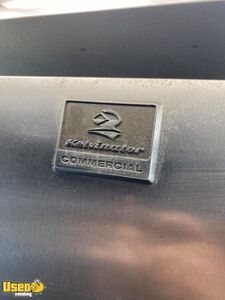 Kelvinator
COMMERCIAL
UsedVending